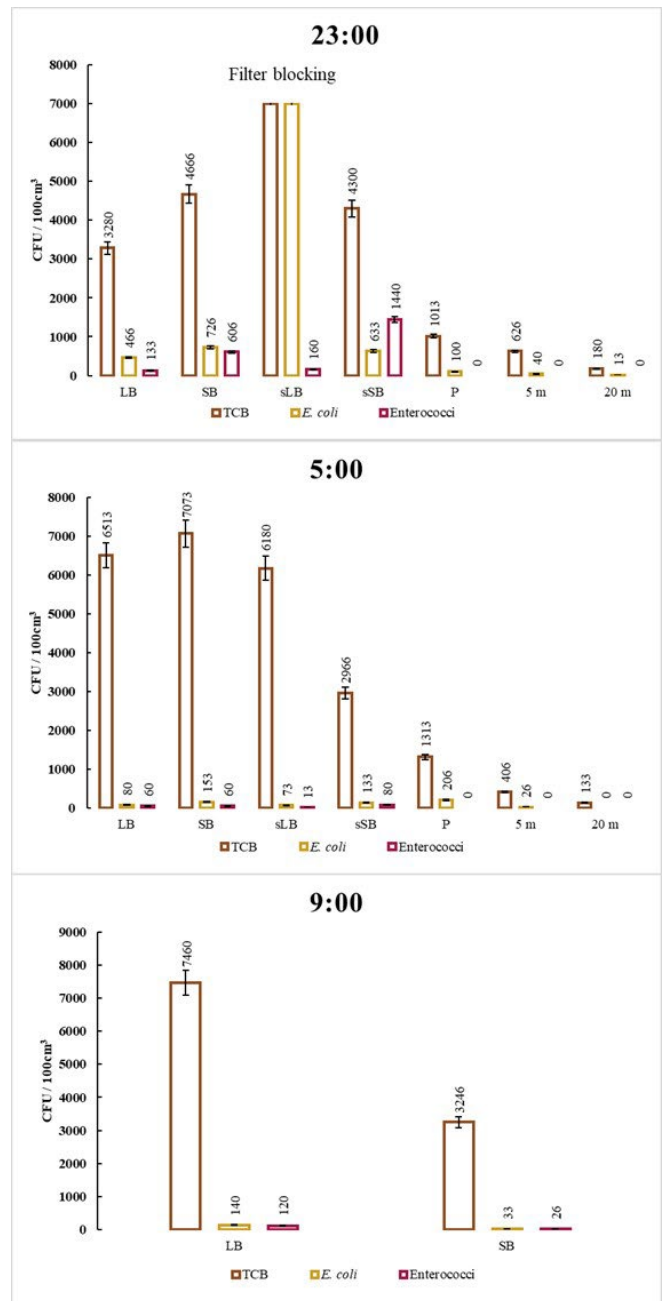 23:00
Filter blocking
CFU / 100cm³
8000
7000
6000
5000
4000
3000
2000
1000
0
3280 466 133 4666 726 606 160 4300 633 1440 1013 100 0 626 40 0 180 13 0
LB SB sLB sSB P 5 m 20 m
TCB E. coli Enterococci
5:00
CFU / 100cm³
8000
7000
6000
5000
4000
3000
2000
1000
0
6513 80 60 7073 153 60 6180 73 13 2966 133 80 1313 206 0 406 26 0 133 0 0
LB SB sLB sSB P 5 m 20 m
TCB E. coli Enterococci
9:00
CFU / 100cm³
9000
8000
7000
6000
5000
4000
3000
2000
1000
0
7460 140 120 3246 33 26
LB SB
TCB E. coli Enterococci